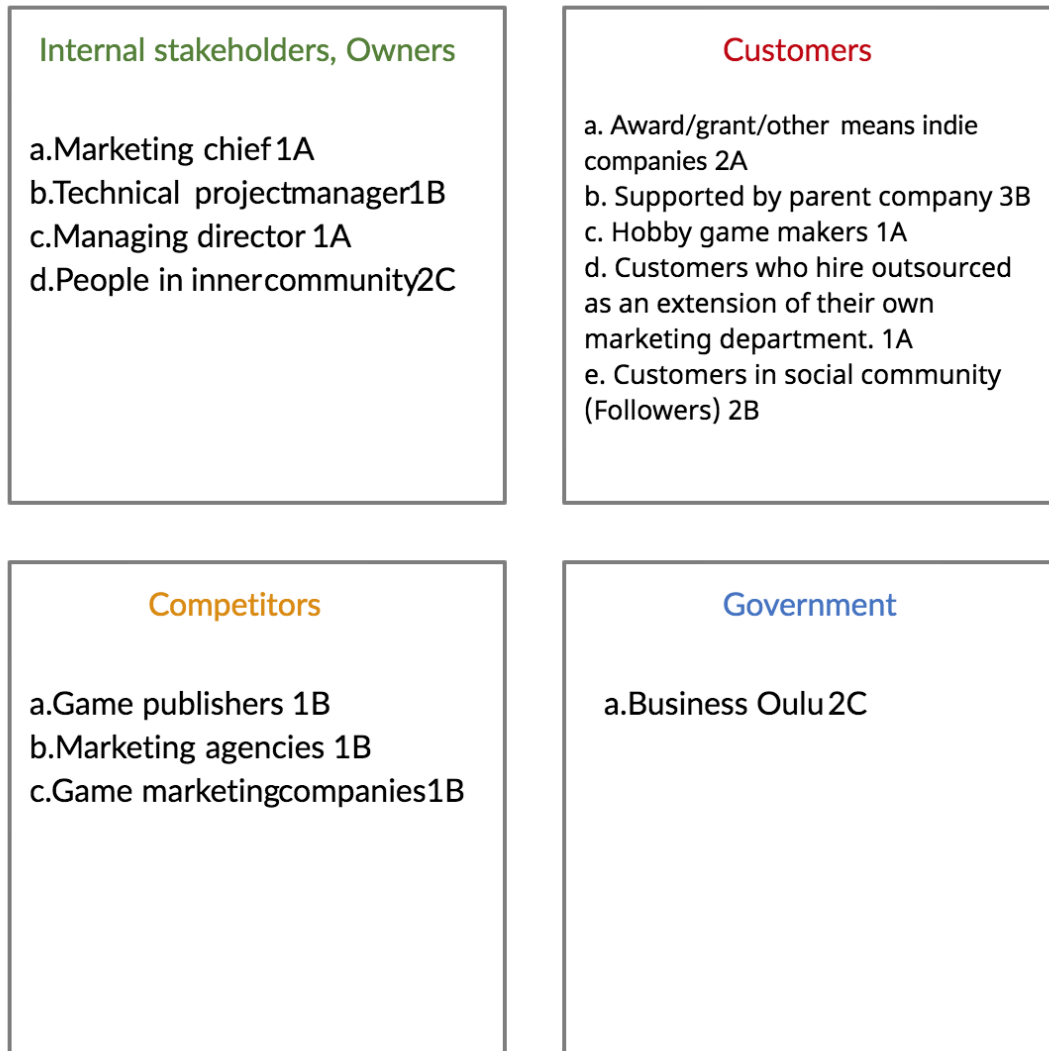 Internal stakeholders, Owners
a.Marketing chief 1A
b.Technical projectmanager1B
c.Managing director 1A
d.People in innercommunity2C
Customers
a. Award/grant/other means indie
companies 2A
b. Supported by parent company 3B
c. Hobby game makers 1A
d. Customers who hire outsourced
as an extension of their own
marketing department. 1A
e. Customers in social community
(Followers) 2B
Competitors
a.Game publishers 1B
b.Marketing agencies 1B
c.Game marketingcompanies1B
Government
a.Business Oulu 2C